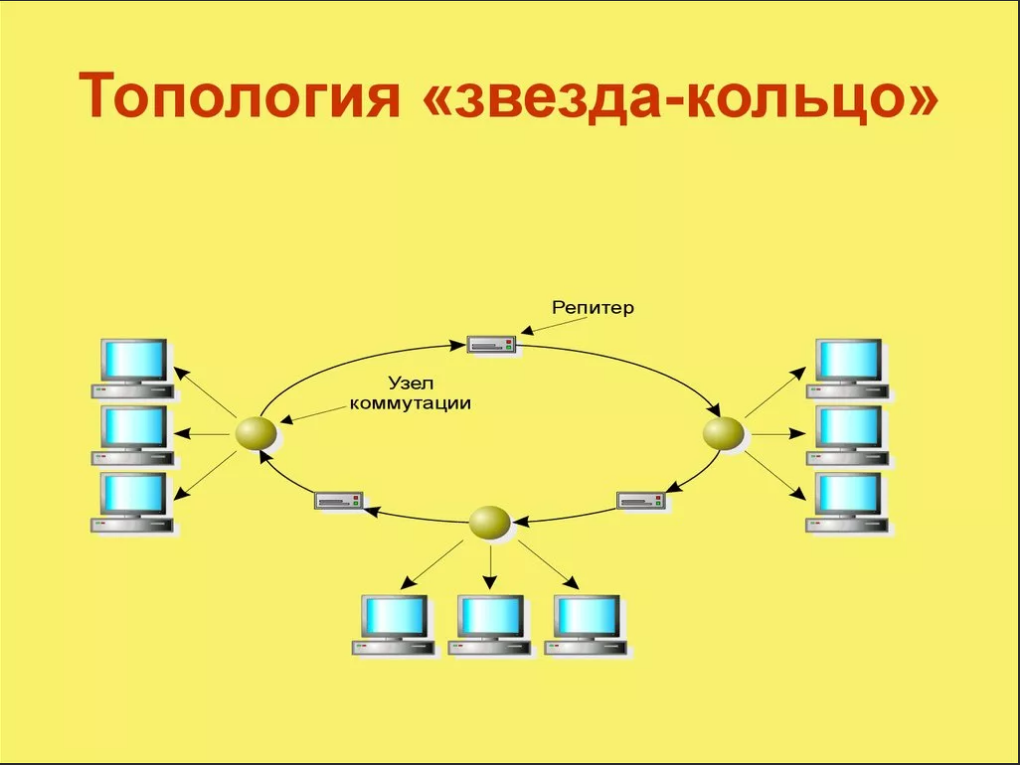 Топология «звезда-кольцо»
Репитер
Узел
коммутации